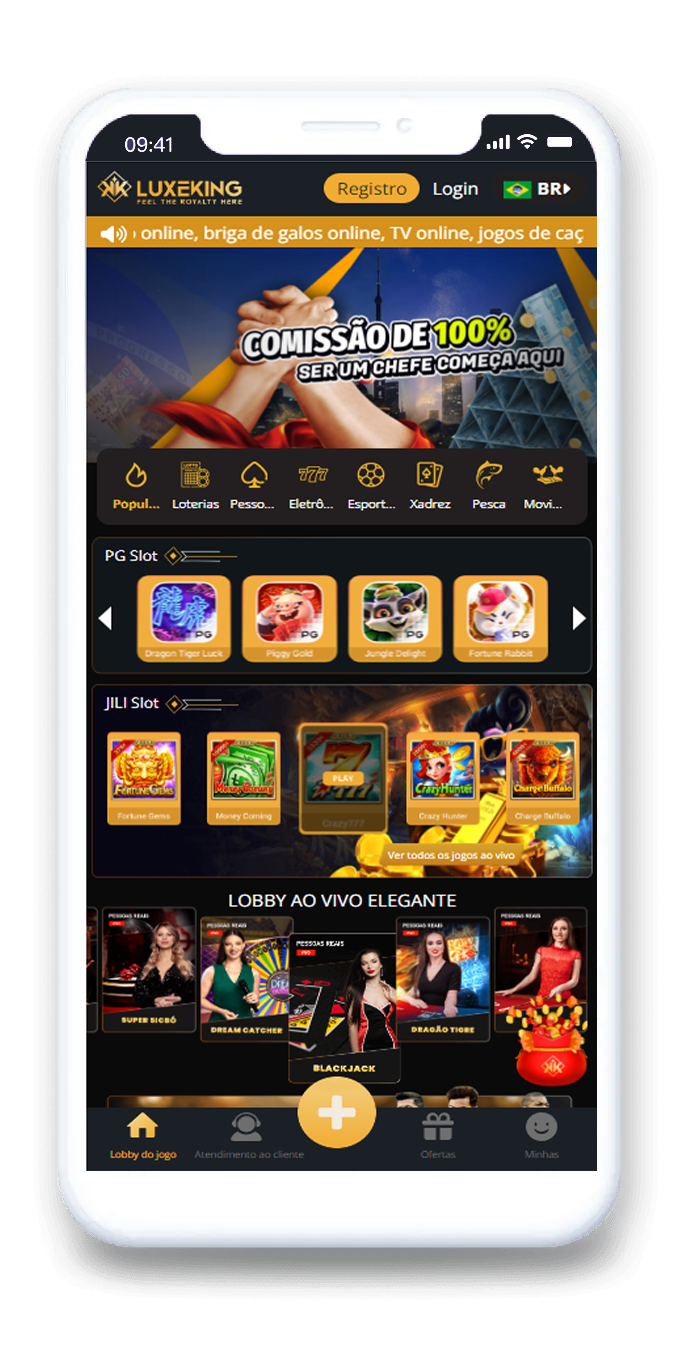 09:41
LUXEKING
FEEL THE ROYALTY HERE
Registro
Login
BR
online, briga de galos online, TV online, jogos de caç
COMISSÃO DE 100%
SER UM CHEFE COMEÇA AQUI
Popul...
Loterias
Pesso...
Eletrô...
Esport...
Xadrez
Pesca
Movi...
PG Slot
PG
PG
PG
PG
Dragon Tiger Luck
Piggy Gold
Jungle Delight
Fortune Rabbit
JILI Slot
FORTUNE GEMS
Money Coming
7
777
PLAY
Crazy Hunter
Charge Buffalo
Fortune Gems
Money Coming
Crazy777
Crazy Hunter
Charge Buffalo
Ver todos os jogos ao vivo
LOBBY AO VIVO ELEGANTE
PESSOAS REAIS
PESSOAS REAIS
PESSOAS REAIS
PESSOAS REAIS
PESSOAS REAIS
SUPER SICBÔ
DREAM CATCHER
BLACKJACK
DRAGÃO TIGRE
Lobby do jogo
Atendimento ao cliente
Ofertas
Minhas